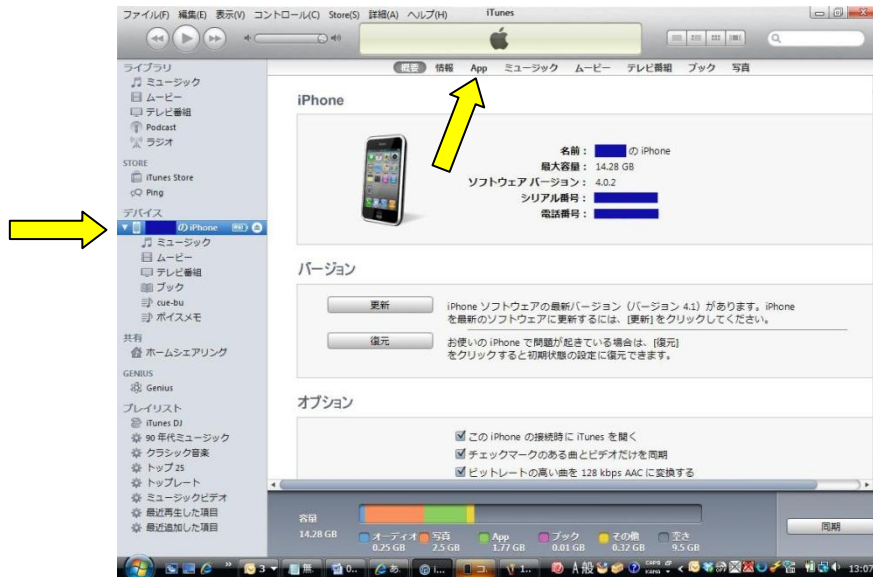 ファイル(F) 編集(E) 表示(V) コントロール(C) Store(S) 詳細(A) ヘルプ(H)
iTunes
概要 情報 App ミュージック ムービー テレビ番組 ブック 写真
ライブラリ
ミュージック
ムービー
テレビ番組
Podcast
ラジオ
STORE
iTunes Store
Ping
デバイス
の iPhone
ミュージック
ムービー
テレビ番組
ブック
cue-bu
ボイスメモ
共有
ホームシェアリング
GENIUS
Genius
プレイリスト
iTunes DJ
90 年代ミュージック
クラシック音楽
トップ 25
トップレート
ミュージックビデオ
最近再生した項目
最近追加した項目
iPhone
名前： の iPhone
最大容量： 14.28 GB
ソフトウェア バージョン： 4.0.2
シリアル番号：
電話番号：
バージョン
更新
iPhone ソフトウェアの最新バージョン（バージョン 4.1）があります。iPhone
を最新のソフトウェアに更新するには、[更新] をクリックしてください。
復元
お使いの iPhone で問題が起きている場合は、[復元]
をクリックすると初期状態の設定に復元できます。
オプション
この iPhone の接続時に iTunes を開く
チェックマークのある曲とビデオだけを同期
ビットレートの高い曲を 128 kbps AAC に変換する
容量
14.28 GB
オーディオ 写真 App ブック その他 空き
0.25 GB 2.5 GB 1.77 GB 0.01 GB 0.32 GB 9.5 GB
同期
3 無. 0.. あ. i... コ. 1.. A 般 CAPS KANA 13:07